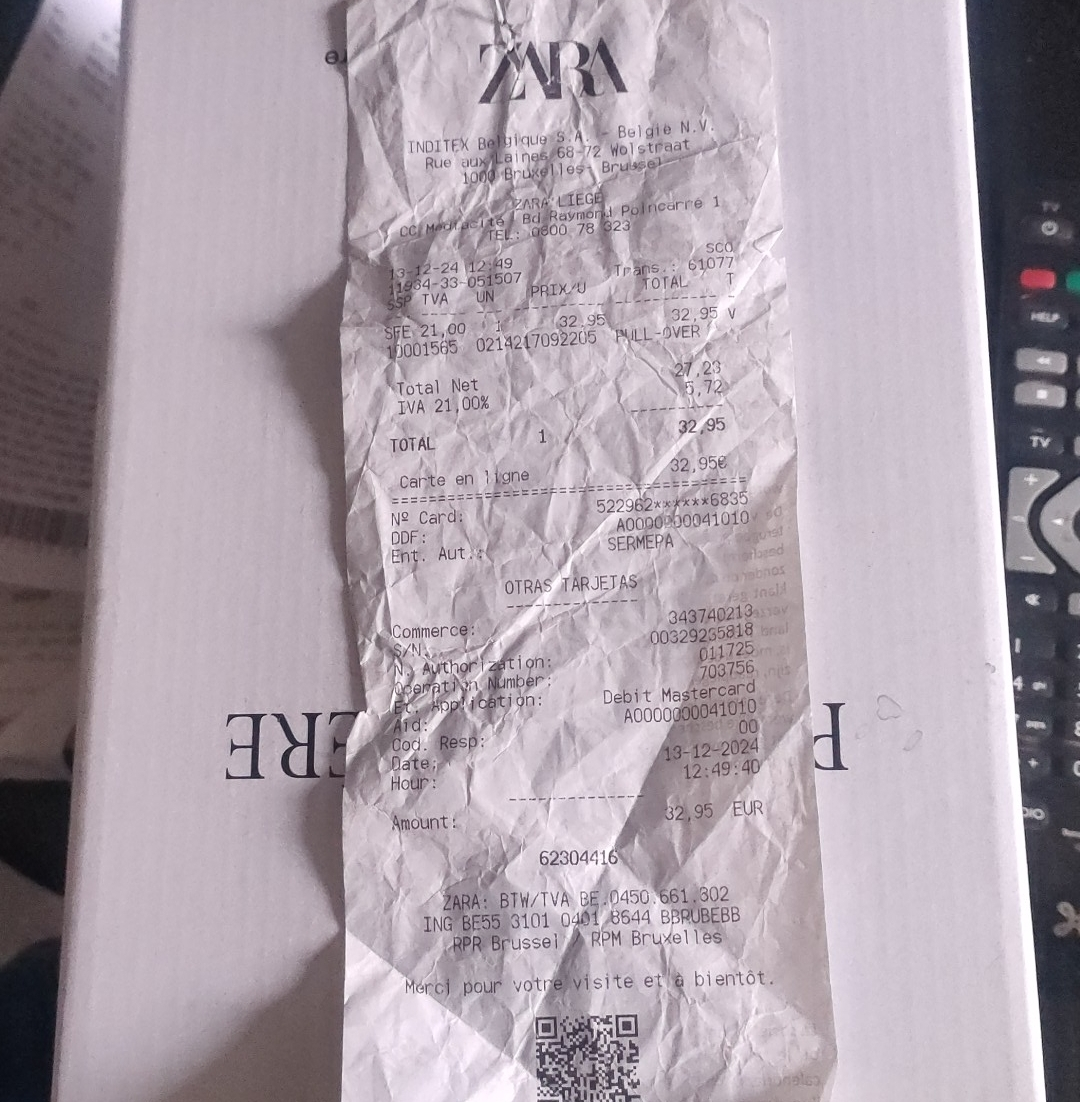 ZARA
INDITEX Belgique S.A. - Belgie N.V.
Rue aux Laines 68-72 Wolstraat
1000 Bruxelles- Brussel
ZARA LIEGE
CC Mediacite Bd Raymond Poincarre 1
TEL: 0800 78 323
SCO
13-12-24 12:49 Trans.: 61077
11934-33-051507
SSP TVA UN PRIX/U TOTAL T
SFE 21,00 1 32,95 32,95 V
10001565 0214217092205 PULL-OVER
Total Net 27,23
IVA 21,00% 5,72
TOTAL 1 32,95
Carte en ligne 32,95€
Nº Card: 522962******6835
DDF: A0000000041010
Ent. Aut.: SERMEPA
OTRAS TARJETAS
Commerce: 343740213
S/N. 00329235818
N. Authorization: 011725
Operation Number: 703756
Et. Application: Debit Mastercard
Aid: A0000000041010
Cod. Resp: 00
Date: 13-12-2024
Hour: 12:49:40
Amount: 32,95 EUR
62304416
ZARA: BTW/TVA BE.0450.661.302
ING BE55 3101 0401 8644 BBRUBEBB
RPR Brussel / RPM Bruxelles
Merci pour votre visite et à bientôt.
P ERE
TV
HELP
TV